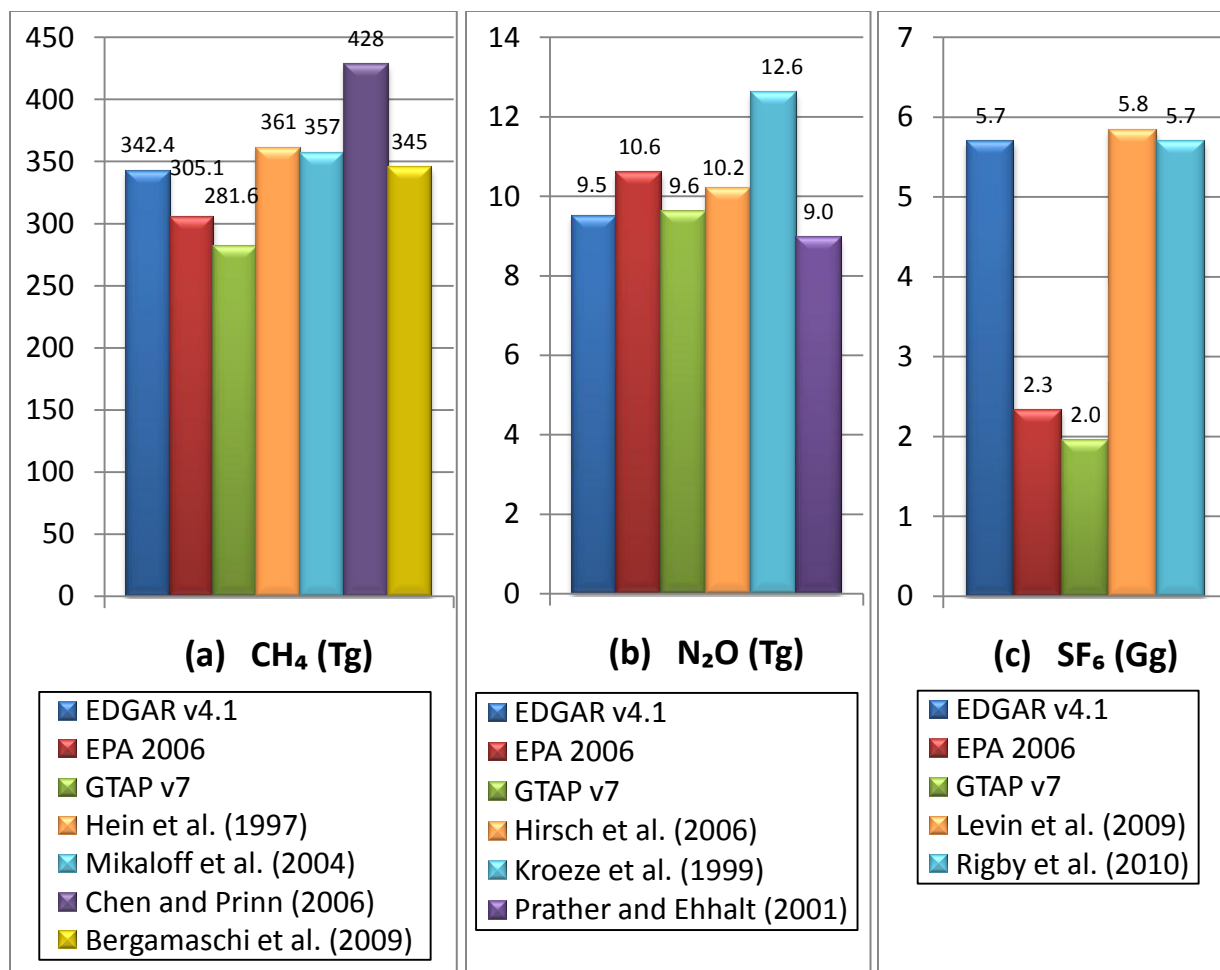 450
400
350
300
250
200
150
100
50
0
342.4
305.1
281.6
361
357
428
345
(a) CH₄ (Tg)
EDGAR v4.1
EPA 2006
GTAP v7
Hein et al. (1997)
Mikaloff et al. (2004)
Chen and Prinn (2006)
Bergamaschi et al. (2009)
14
12
10
8
6
4
2
0
9.5
10.6
9.6
10.2
12.6
9.0
(b) N₂O (Tg)
EDGAR v4.1
EPA 2006
GTAP v7
Hirsch et al. (2006)
Kroeze et al. (1999)
Prather and Ehhalt (2001)
7
6
5
4
3
2
1
0
5.7
2.3
2.0
5.8
5.7
(c) SF₆ (Gg)
EDGAR v4.1
EPA 2006
GTAP v7
Levin et al. (2009)
Rigby et al. (2010)